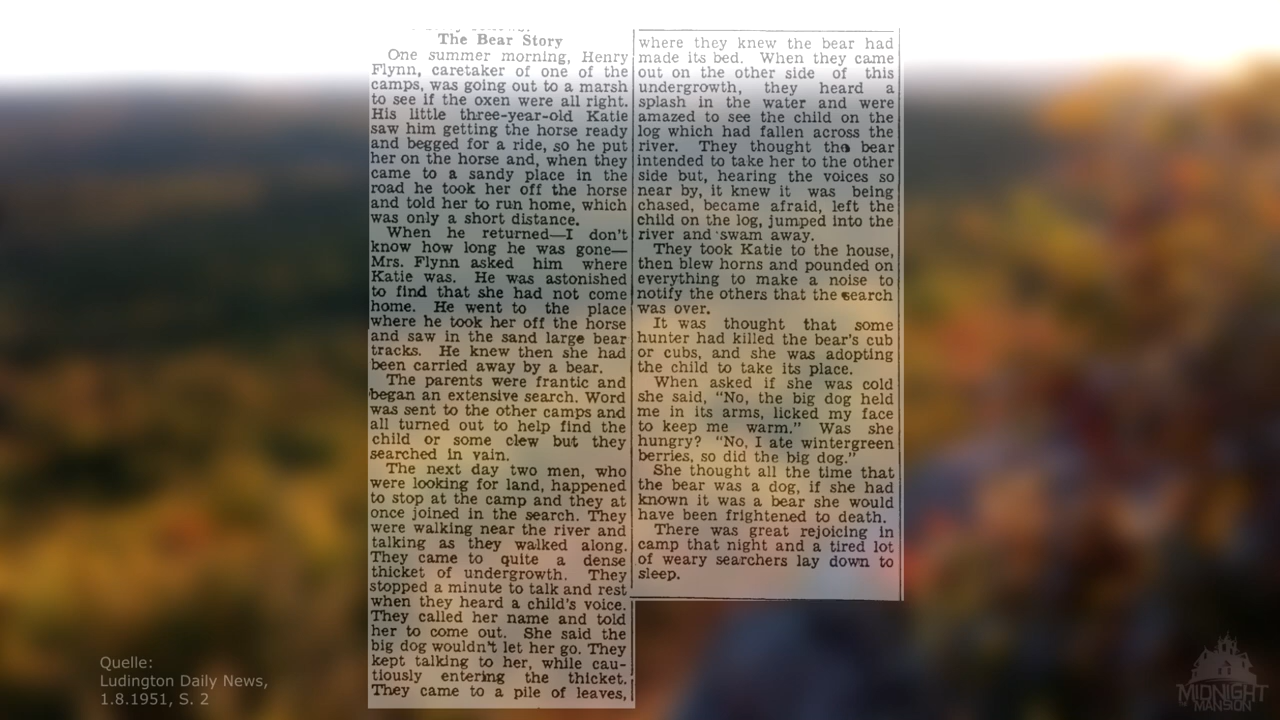 The Bear Story
One summer morning, Henry
Flynn, caretaker of one of the
camps, was going out to a marsh
to see if the oxen were all right.
His little three-year-old Katie
saw him getting the horse ready
and begged for a ride, so he put
her on the horse and, when they
came to a sandy place in the
road he took her off the horse
and told her to run home, which
was only a short distance.
When he returned—I don't
know how long he was gone—
Mrs. Flynn asked him where
Katie was. He was astonished
to find that she had not come
home. He went to the place
where he took her off the horse
and saw in the sand large bear
tracks. He knew then she had
been carried away by a bear.
The parents were frantic and
began an extensive search. Word
was sent to the other camps and
all turned out to help find the
child or some clew but they
searched in vain.
The next day two men, who
were looking for land, happened
to stop at the camp and they at
once joined in the search. They
were walking near the river and
talking as they walked along.
They came to quite a dense
thicket of undergrowth. They
stopped a minute to talk and rest
when they heard a child's voice.
They called her name and told
her to come out. She said the
big dog wouldn't let her go. They
kept talking to her, while cau-
tiously entering the thicket.
They came to a pile of leaves,
where they knew the bear had
made its bed. When they came
out on the other side of this
undergrowth, they heard a
splash in the water and were
amazed to see the child on the
log which had fallen across the
river. They thought the bear
intended to take her to the other
side but, hearing the voices so
near by, it knew it was being
chased, became afraid, left the
child on the log, jumped into the
river and swam away.
They took Katie to the house,
then blew horns and pounded on
everything to make a noise to
notify the others that the search
was over.
It was thought that some
hunter had killed the bear's cub
or cubs, and she was adopting
the child to take its place.
When asked if she was cold
she said, "No, the big dog held
me in its arms, licked my face
to keep me warm." Was she
hungry? "No, I ate wintergreen
berries, so did the big dog."
She thought all the time that
the bear was a dog, if she had
known it was a bear she would
have been frightened to death.
There was great rejoicing in
camp that night and a tired lot
of weary searchers lay down to
sleep.
Quelle:
Ludington Daily News,
1.8.1951, S. 2
MIDNIGHT
MANSION